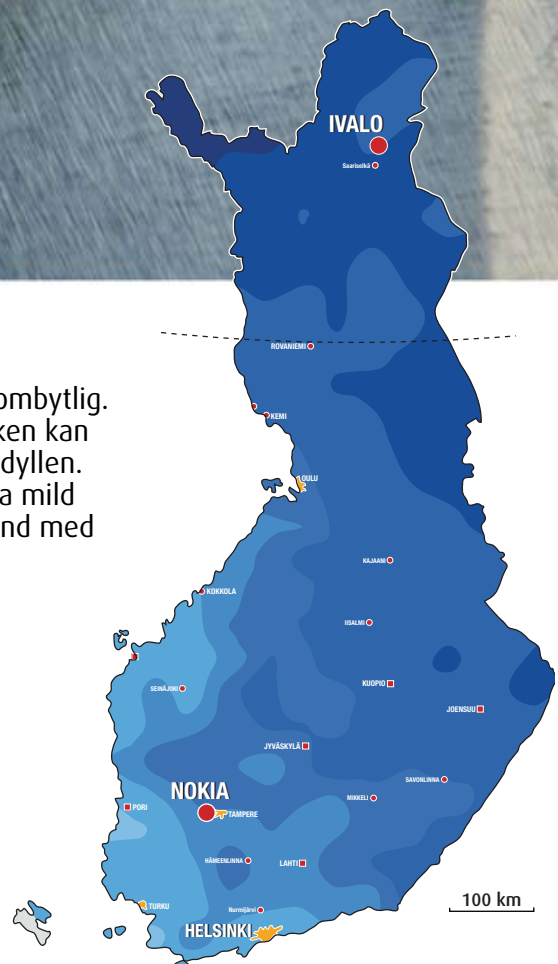 IVALO
Saariselkä
ombytlig.
ken kan
dyllen.
a mild
nd med
ROVANIEMI
KEMI
OULU
KAJAANI
KOKKOLA
IISALMI
SEINÄJOKI
KUOPIO
JOENSUU
JYVÄSKYLÄ
SAVONLINNA
NOKIA
MIKKELI
PORI
TAMPERE
HÄMEENLINNA
LAHTI
100 km
TURKU
Nurmijärvi
HELSINKI